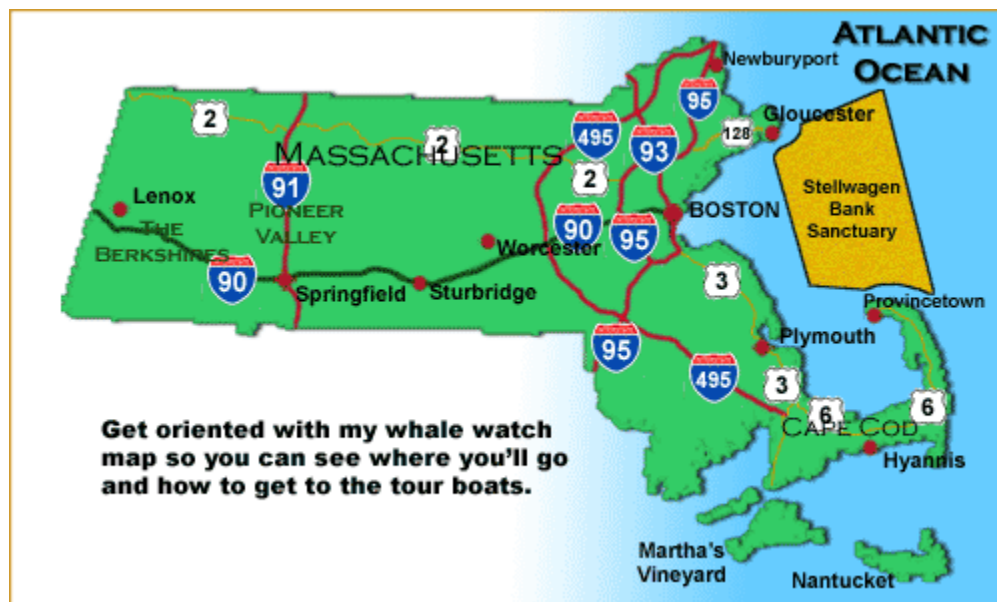 ATLANTIC
OCEAN
Newburyport
95
2
128
Gloucester
495
93
2
MASSACHUSETTS
2
91
Stellwagen
Bank
Sanctuary
Lenox
PIONEER
VALLEY
BOSTON
THE
BERKSHIRES
90
95
Worcester
90
3
Springfield
Sturbridge
Provincetown
Plymouth
95
495
3
6
6
CAPE COD
Hyannis
Get oriented with my whale watch
map so you can see where you'll go
and how to get to the tour boats.
Martha's
Vineyard
Nantucket